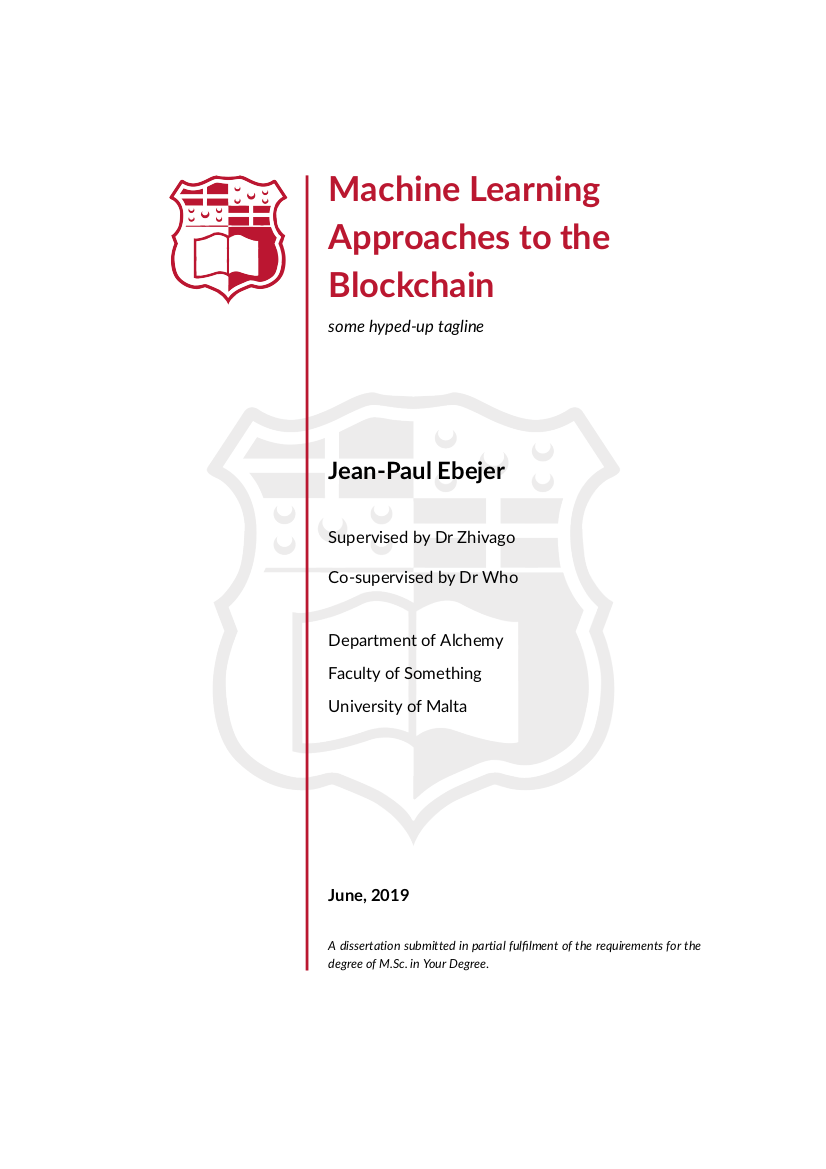 Machine Learning
Approaches to the
Blockchain
some hyped-up tagline
Jean-Paul Ebejer
Supervised by Dr Zhivago
Co-supervised by Dr Who
Department of Alchemy
Faculty of Something
University of Malta
June, 2019
A dissertation submitted in partial fulfilment of the requirements for the
degree of M.Sc. in Your Degree.